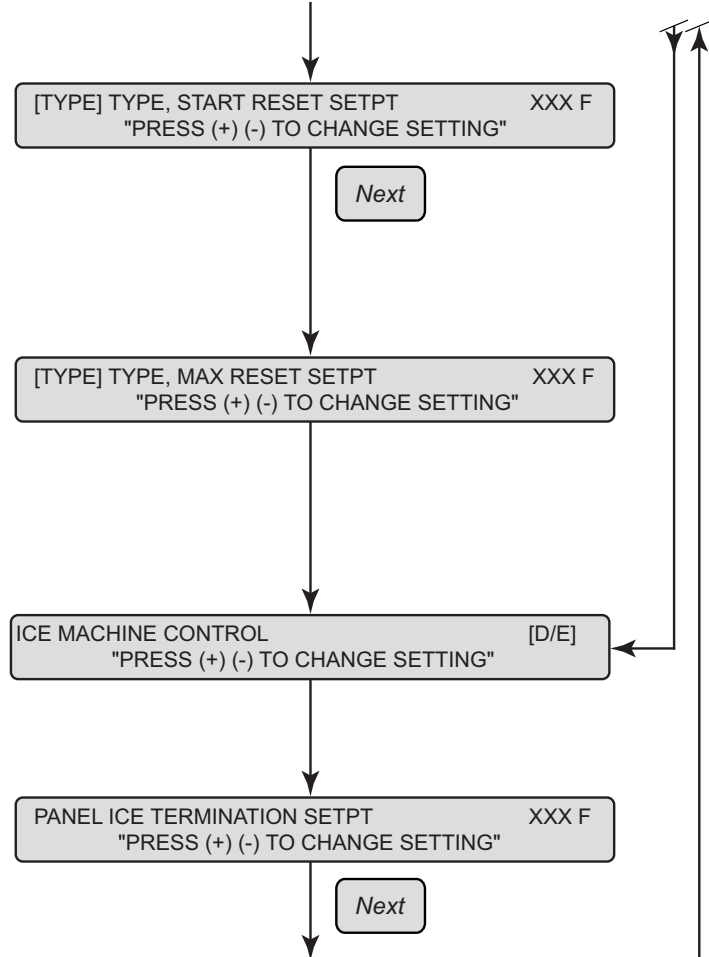 [TYPE] TYPE, START RESET SETPT XXX F
"PRESS (+) (-) TO CHANGE SETTING"
Next
[TYPE] TYPE, MAX RESET SETPT XXX F
"PRESS (+) (-) TO CHANGE SETTING"
ICE MACHINE CONTROL [D/E]
"PRESS (+) (-) TO CHANGE SETTING"
PANEL ICE TERMINATION SETPT XXX F
"PRESS (+) (-) TO CHANGE SETTING"
Next